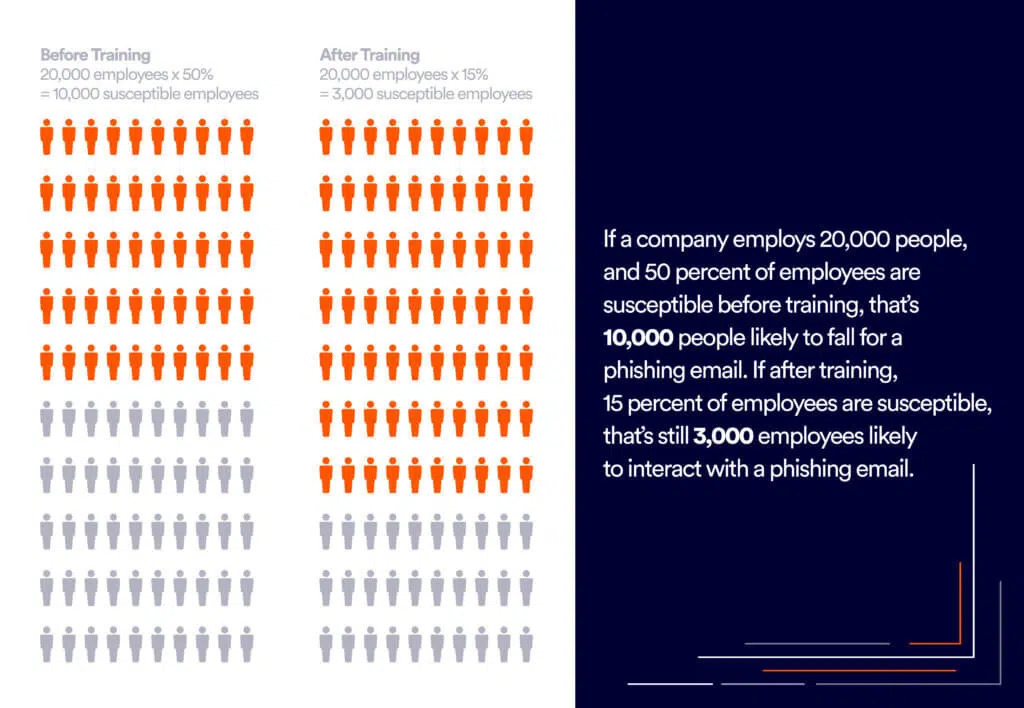 Before Training
20,000 employees x 50%
= 10,000 susceptible employees
After Training
20,000 employees x 15%
= 3,000 susceptible employees
If a company employs 20,000 people,
and 50 percent of employees are
susceptible before training, that’s
10,000 people likely to fall for a
phishing email. If after training,
15 percent of employees are susceptible,
that’s still 3,000 employees likely
to interact with a phishing email.